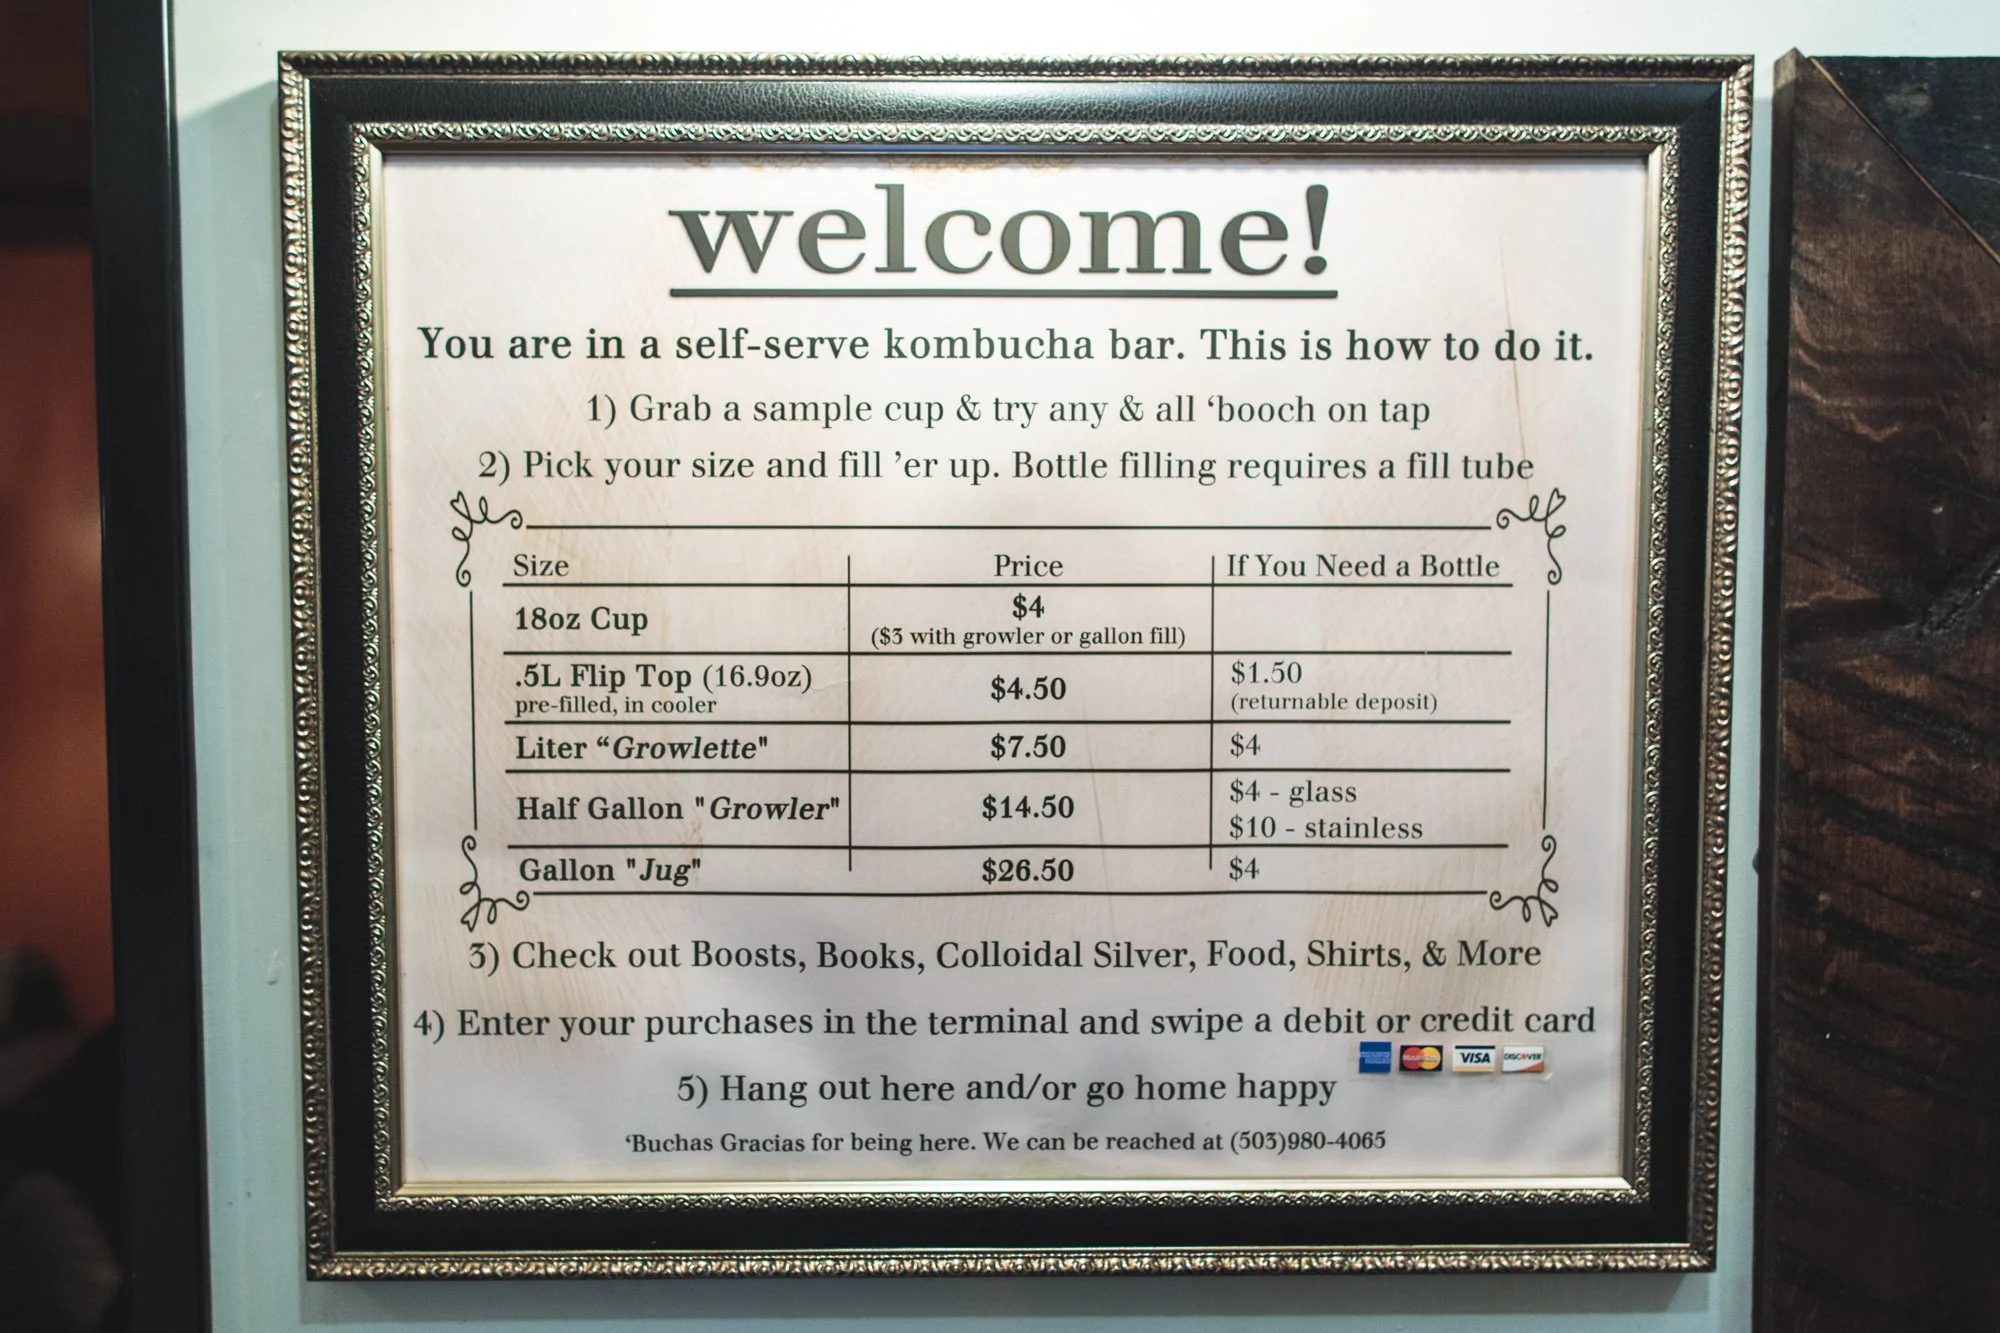 welcome!
You are in a self-serve kombucha bar. This is how to do it.
1) Grab a sample cup & try any & all ‘booch on tap
2) Pick your size and fill ’er up. Bottle filling requires a fill tube
Size Price If You Need a Bottle
18oz Cup $4
($3 with growler or gallon fill)
.5L Flip Top (16.9oz) $4.50 $1.50
pre-filled, in cooler (returnable deposit)
Liter “Growlette" $7.50 $4
Half Gallon "Growler" $14.50 $4 - glass
$10 - stainless
Gallon "Jug" $26.50 $4
3) Check out Boosts, Books, Colloidal Silver, Food, Shirts, & More
4) Enter your purchases in the terminal and swipe a debit or credit card
MasterCard VISA DISCOVER
5) Hang out here and/or go home happy
‘Buchas Gracias for being here. We can be reached at (503)980-4065